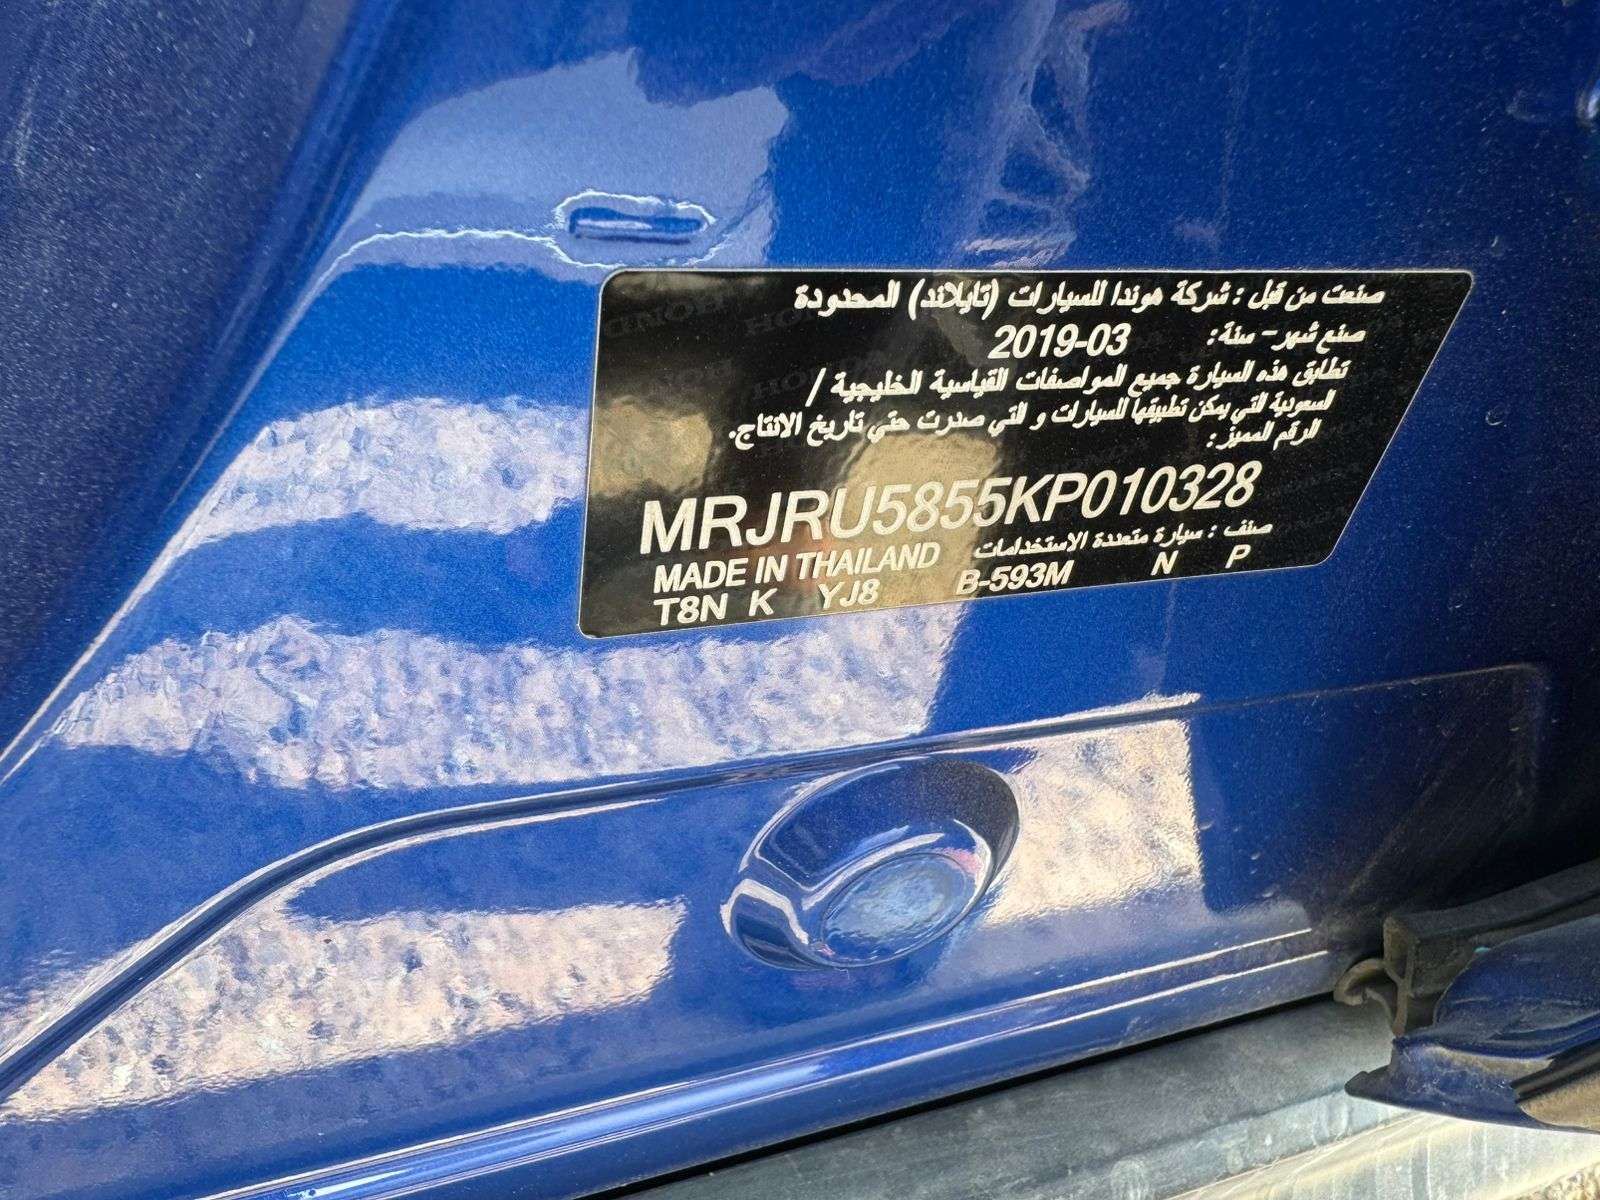 صنعت من قبل : شركة هوندا للسيارات (تايلاند) المحدودة
صنع شهر- سنة: 2019-03
تطابق هذه السيارة جميع المواصفات القياسية الخليجية /
السعودية التي يمكن تطبيقها للسيارات و التي صدرت حتي تاريخ الانتاج.
الرقم المميز:
MRJRU5855KP010328
صنف : سيارة متعددة الاستخدامات
MADE IN THAILAND
T8N K YJ8 B-593M N P